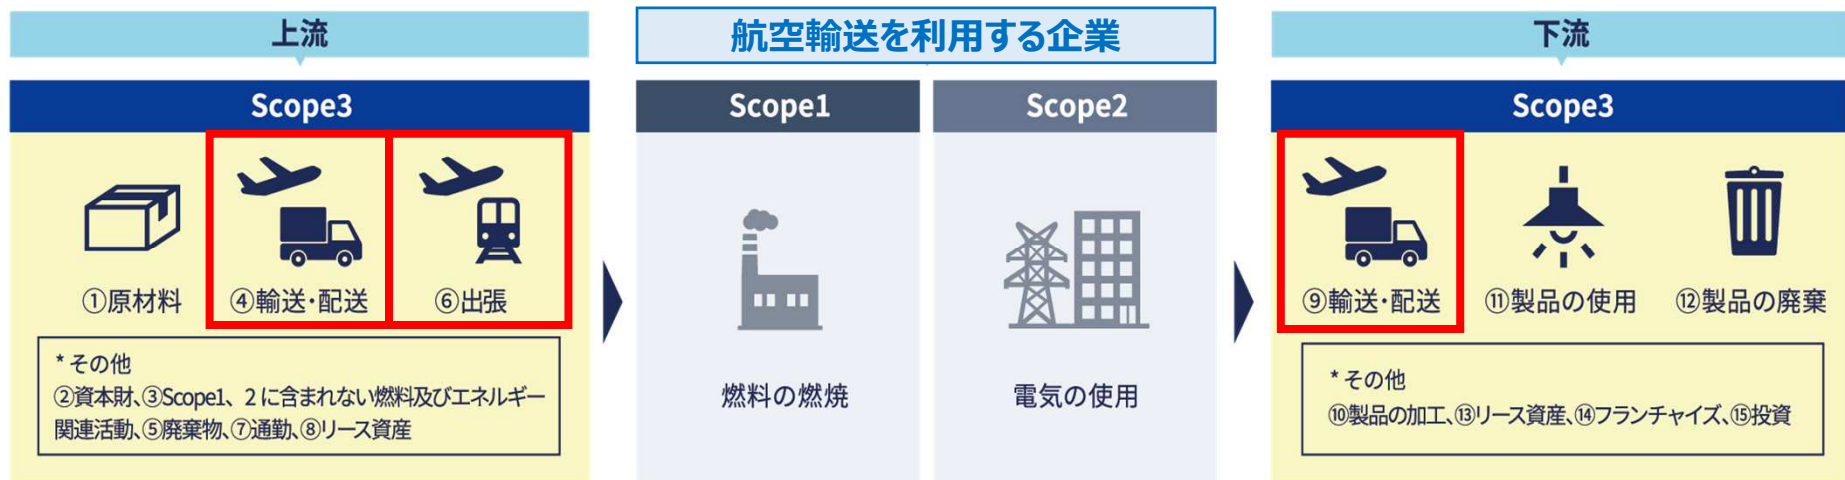 上流
Scope3
①原材料
④輸送・配送
⑥出張
* その他
②資本財、③Scope1、2 に含まれない燃料及びエネルギー
関連活動、⑤廃棄物、⑦通勤、⑧リース資産
航空輸送を利用する企業
Scope1
燃料の燃焼
Scope2
電気の使用
下流
Scope3
⑨輸送・配送
⑪製品の使用
⑫製品の廃棄
* その他
⑩製品の加工、⑬リース資産、⑭フランチャイズ、⑮投資